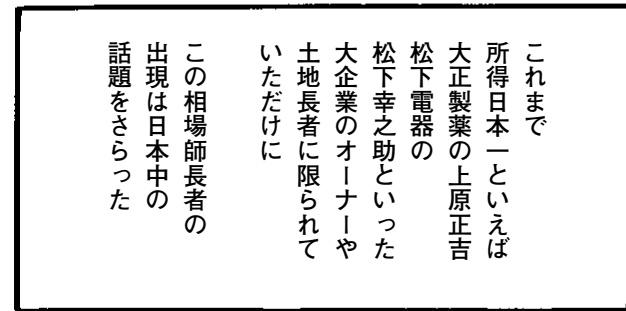 これまで
所得日本一といえば
大正製薬の上原正吉
松下電器の
松下幸之助といった
大企業のオーナーや
土地長者に限られて
いただけに
この相場師長者の
出現は日本中の
話題をさらった